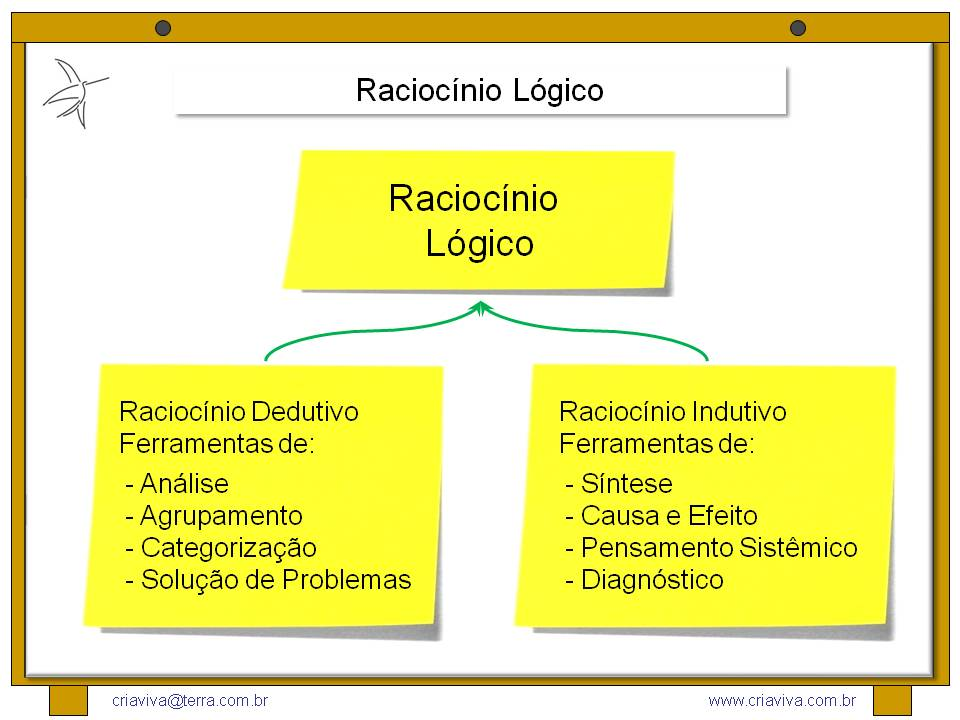 Raciocínio Lógico
Raciocínio
Lógico
Raciocínio Dedutivo
Ferramentas de:
- Análise
- Agrupamento
- Categorização
- Solução de Problemas
Raciocínio Indutivo
Ferramentas de:
- Síntese
- Causa e Efeito
- Pensamento Sistêmico
- Diagnóstico
criaviva@terra.com.br
www.criaviva.com.br